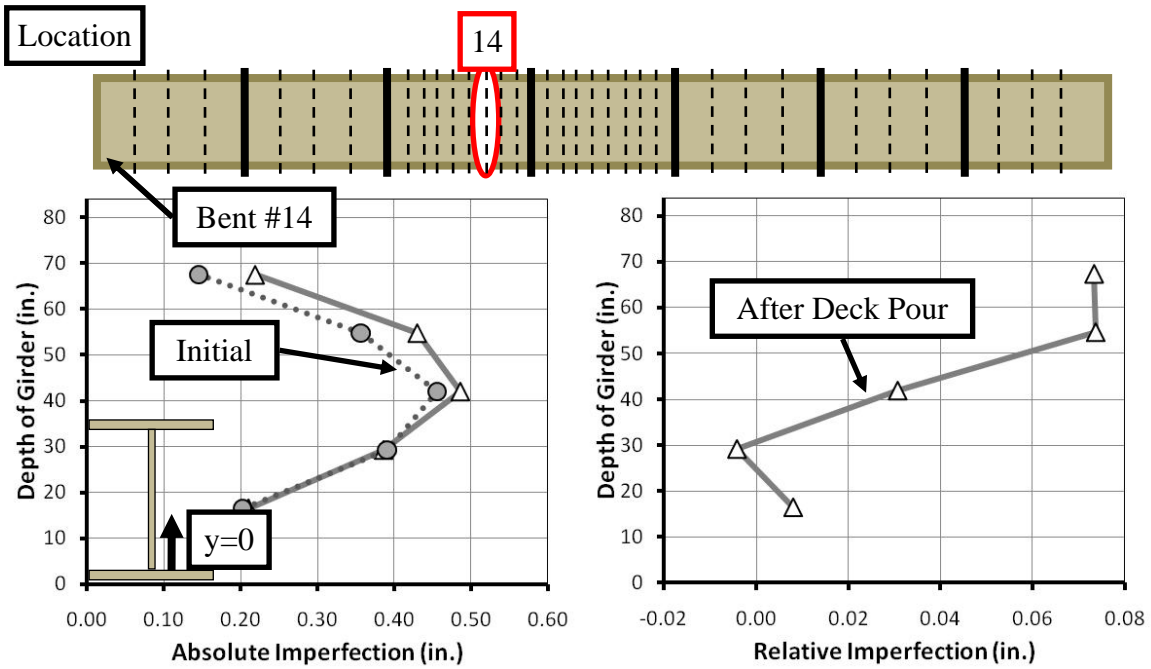 Location
14
Bent #14
80
70
60
50
40
30
20
10
0
Depth of Girder (in.)
Initial
y=0
0.00 0.10 0.20 0.30 0.40 0.50 0.60
Absolute Imperfection (in.)
80
70
60
50
40
30
20
10
0
Depth of Girder (in.)
After Deck Pour
-0.02 0.00 0.02 0.04 0.06 0.08
Relative Imperfection (in.)